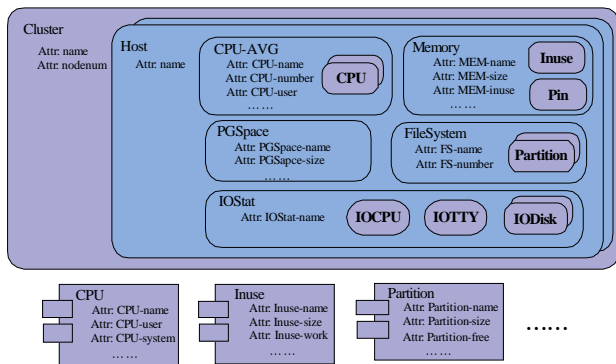 Cluster
Attr: name
Attr: nodenum
Host
Attr: name
CPU-AVG
Attr: CPU-name
Attr: CPU-number
Attr: CPU-user
... ...
CPU
Memory
Attr: MEM-name
Attr: MEM-size
Attr: MEM-inuse
... ...
Inuse
Pin
PGSpace
Attr: PGSpace-name
Attr: PGSapce-size
... ...
FileSystem
Attr: FS-name
Attr: FS-number
Partition
IOStat
Attr: IOStat-name
IOCPU
IOTTY
IODisk
CPU
Attr: CPU-name
Attr: CPU-user
Attr: CPU-system
... ...
Inuse
Attr: Inuse-name
Attr: Inuse-size
Attr: Inuse-work
... ...
Partition
Attr: Partition-name
Attr: Partition-size
Attr: Partition-free
... ...
......